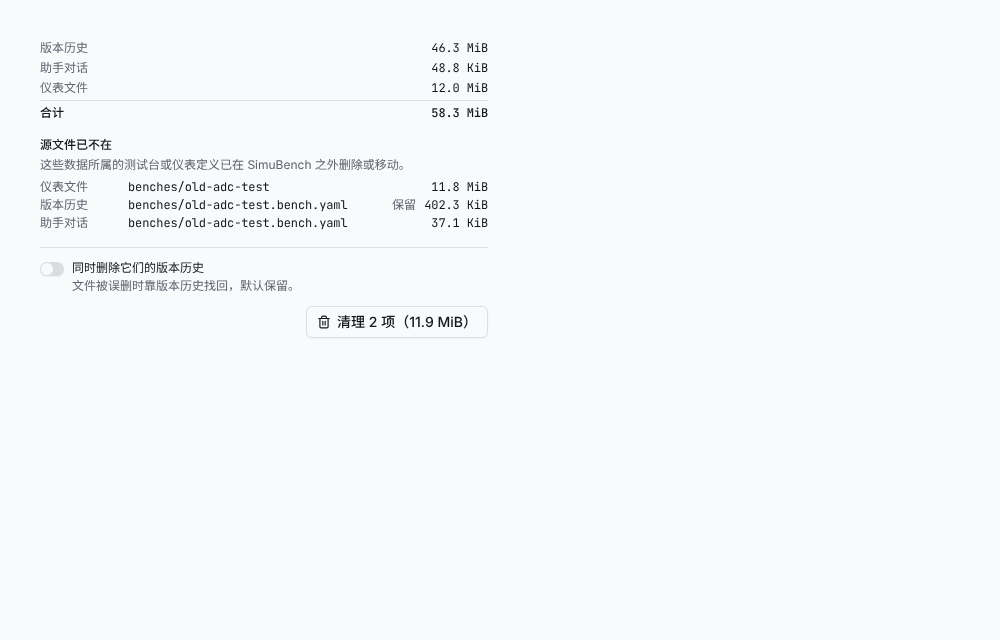 版本历史 46.3 MiB
助手对话 48.8 KiB
仪表文件 12.0 MiB
合计 58.3 MiB
源文件已不在
这些数据所属的测试台或仪表定义已在 SimuBench 之外删除或移动。
仪表文件 benches/old-adc-test 11.8 MiB
版本历史 benches/old-adc-test.bench.yaml 保留 402.3 KiB
助手对话 benches/old-adc-test.bench.yaml 37.1 KiB
同时删除它们的版本历史
文件被误删时靠版本历史找回，默认保留。
清理 2 项（11.9 MiB）